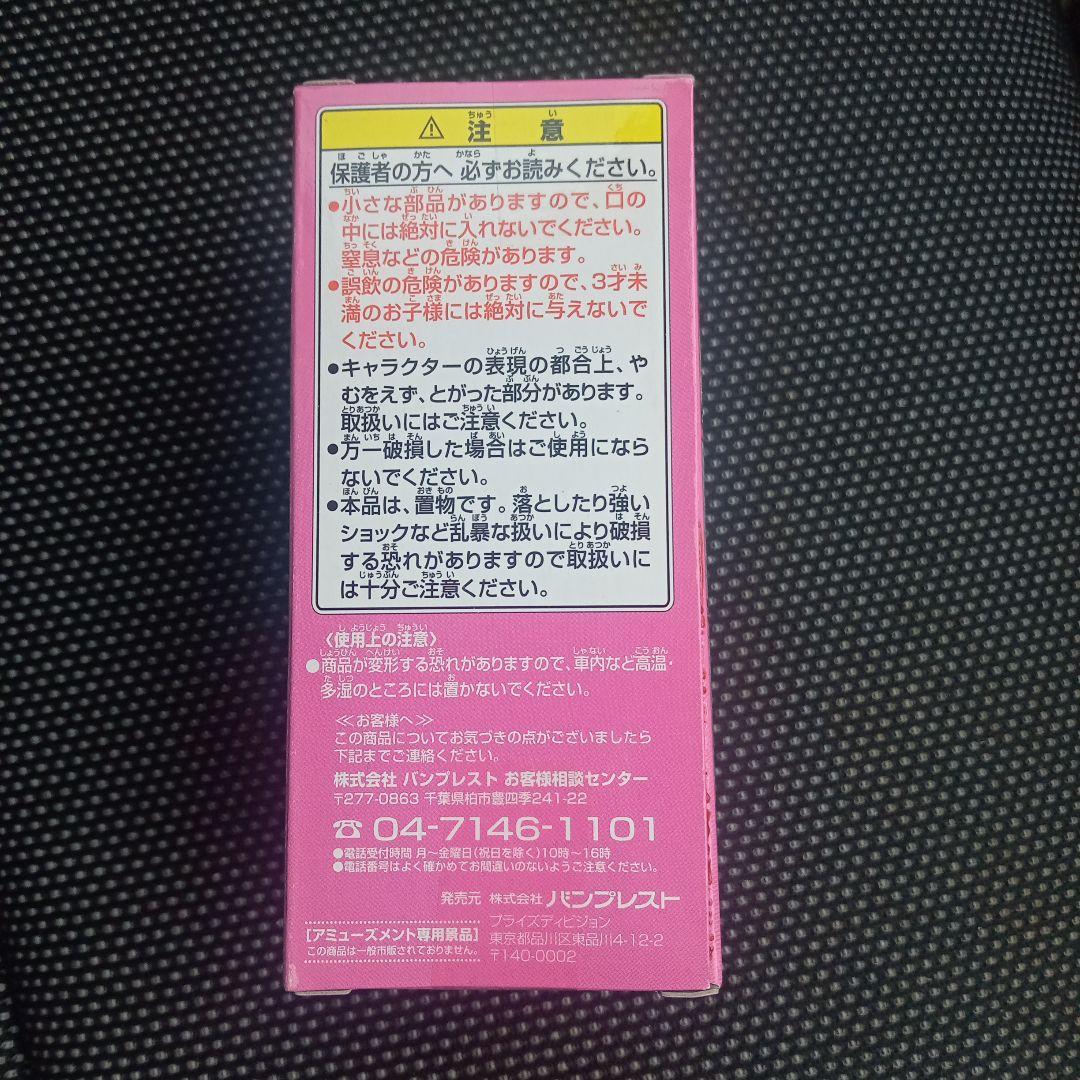 ⚠ 注意
保護者の方へ 必ずお読みください。
●小さな部品がありますので、口の
中には絶対に入れないでください。
窒息などの危険があります。
●誤飲の危険がありますので、3才未
満のお子様には絶対に与えないで
ください。
●キャラクターの表現の都合上、や
むをえず、とがった部分があります。
取扱いにはご注意ください。
●万一破損した場合はご使用になら
ないでください。
●本品は、置物です。落としたり強い
ショックなど乱暴な扱いにより破損
する恐れがありますので取扱いに
は十分ご注意ください。
〈使用上の注意〉
●商品が変形する恐れがありますので、車内など高温・
多湿のところには置かないでください。
≪お客様へ≫
この商品についてお気づきの点がございましたら
下記までご連絡ください。
株式会社 バンプレスト お客様相談センター
〒277-0863 千葉県柏市豊四季241-22
☎ 04-7146-1101
●電話受付時間 月~金曜日(祝日を除く)10時~16時
●電話番号はよく確かめてお間違いのないようご注意ください。
発売元 株式会社 バンプレスト
プライズディビジョン
東京都品川区東品川4-12-2
〒140-0002
[アミューズメント専用景品]
この商品は一般市販されておりません。